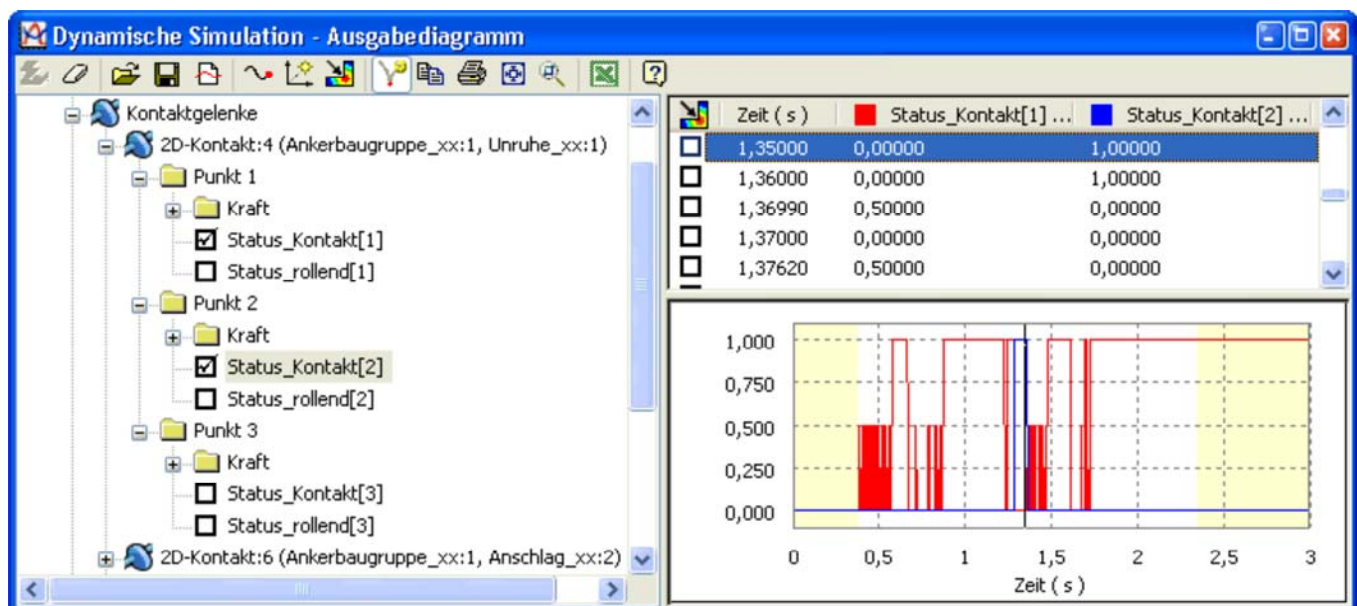 Dynamische Simulation - Ausgabediagramm
Kontaktgelenke
2D-Kontakt:4 (Ankerbaugruppe_xx:1, Unruhe_xx:1)
Punkt 1
Kraft
Status_Kontakt[1]
Status_rollend[1]
Punkt 2
Kraft
Status_Kontakt[2]
Status_rollend[2]
Punkt 3
Kraft
Status_Kontakt[3]
Status_rollend[3]
2D-Kontakt:6 (Ankerbaugruppe_xx:1, Anschlag_xx:2)
Zeit ( s ) Status_Kontakt[1] ... Status_Kontakt[2] ...
1,35000 0,00000 1,00000
1,36000 0,00000 1,00000
1,36990 0,50000 0,00000
1,37000 0,00000 0,00000
1,37620 0,50000 0,00000
1,000
0,750
0,500
0,250
0,000
0 0,5 1 1,5 2 2,5 3
Zeit ( s )